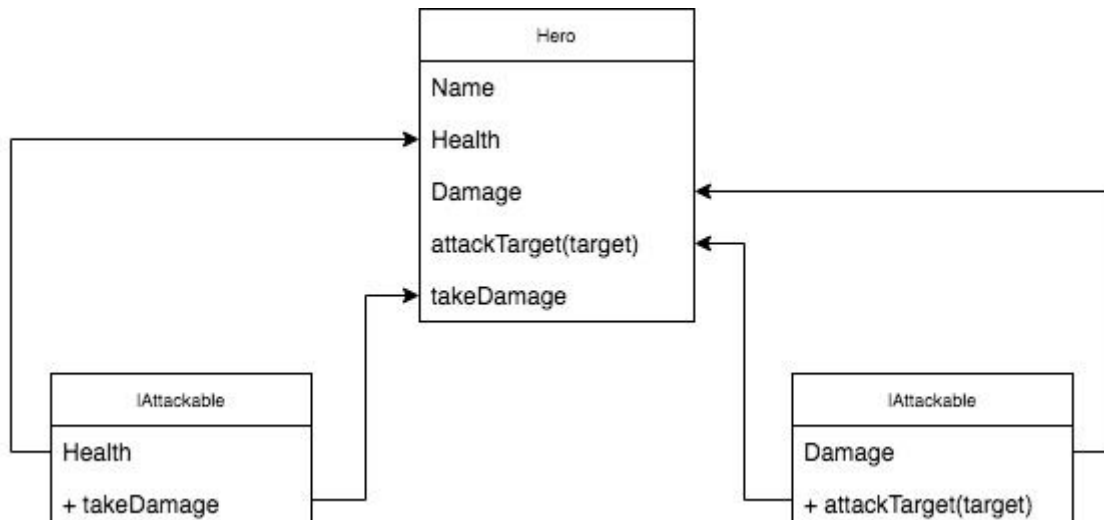 Hero
Name
Health
Damage
attackTarget(target)
takeDamage
IAttackable
Health
+ takeDamage
IAttackable
Damage
+ attackTarget(target)